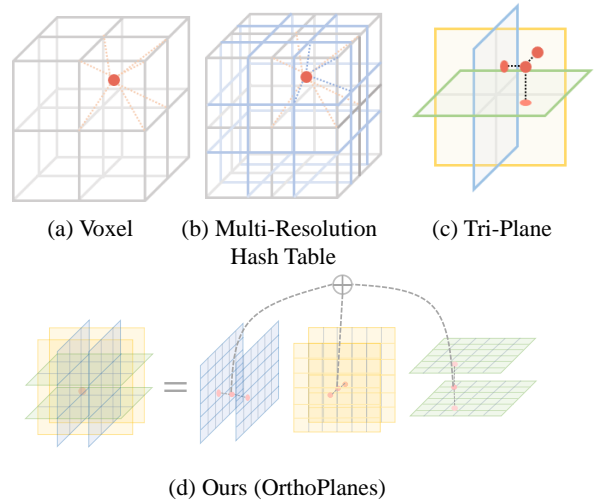 (a) Voxel
(b) Multi-Resolution
Hash Table
(c) Tri-Plane
(d) Ours (OrthoPlanes)